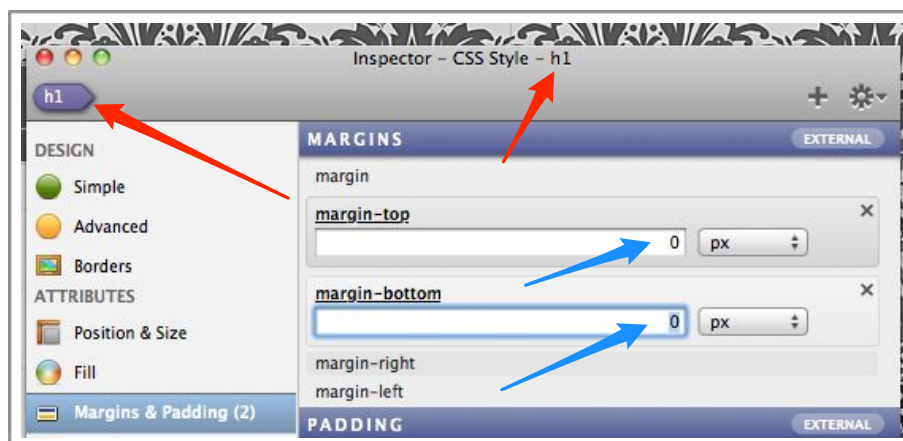 Inspector – CSS Style – h1
h1
DESIGN
Simple
Advanced
Borders
ATTRIBUTES
Position & Size
Fill
Margins & Padding (2)
MARGINS EXTERNAL
margin
margin-top
0 px
margin-bottom
0 px
margin-right
margin-left
PADDING EXTERNAL